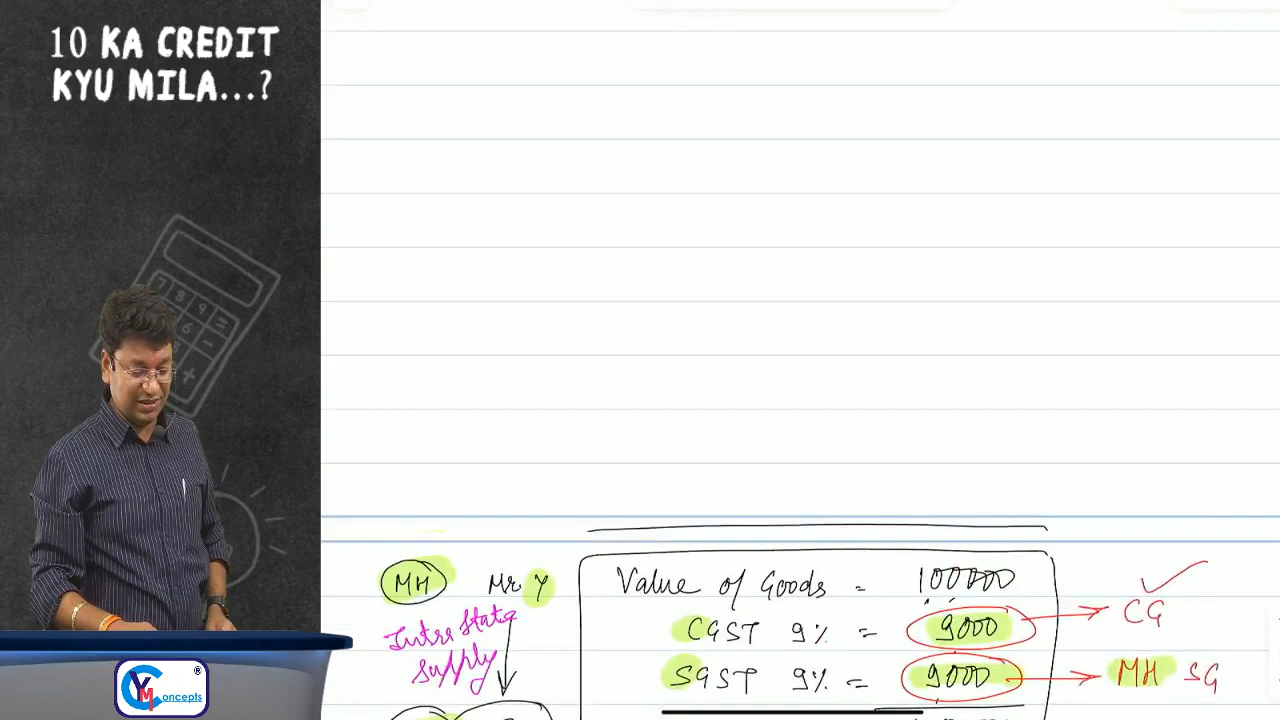 10 KA CREDIT
KYU MILA...?
MH Mr Y
Intra State
Supply
Value of Goods = 100000
CGST 9% = 9000 → CG ✓
SGST 9% = 9000 → MH SG
CYM Concepts ®